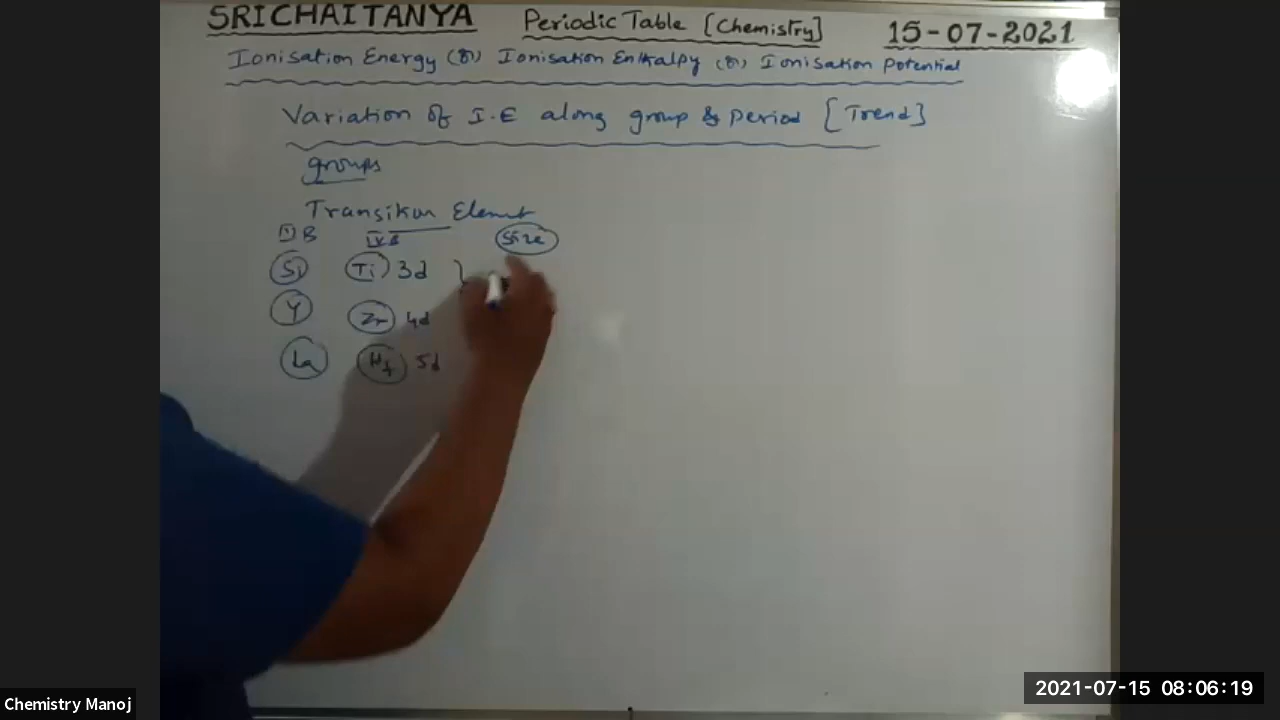 SRICHAITANYA Periodic Table [Chemistry] 15-07-2021
Ionisation Energy (or) Ionisation Enthalpy (or) Ionisation Potential
Variation of I.E along group & Period [Trend]
groups
Transition Element
B IVB Size
Si Ti 3d }
Y Zr 4d
La Hf 5d
Chemistry Manoj
2021-07-15 08:06:19